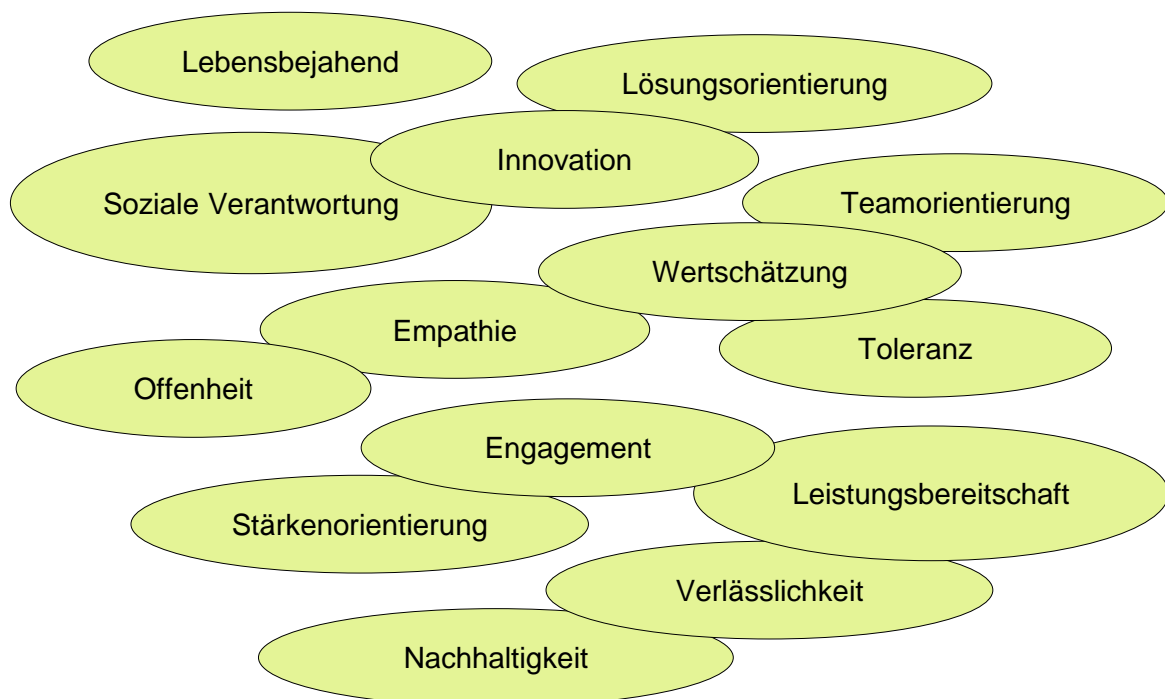 Lebensbejahend
Lösungsorientierung
Innovation
Soziale Verantwortung
Teamorientierung
Wertschätzung
Empathie
Toleranz
Offenheit
Engagement
Leistungsbereitschaft
Stärkenorientierung
Verlässlichkeit
Nachhaltigkeit